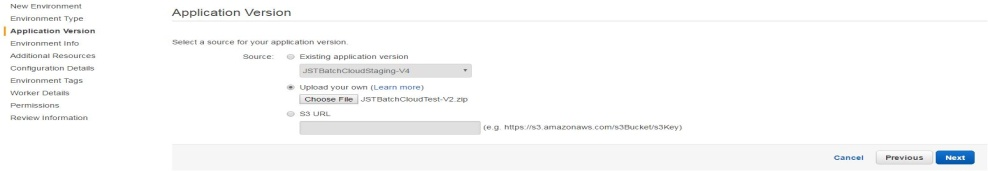 New Environment
Environment Type
Application Version
Environment Info
Additional Resources
Configuration Details
Environment Tags
Worker Details
Permissions
Review Information
Application Version
Select a source for your application version.
Source: Existing application version
JSTBatchCloudStaging-V4
Upload your own (Learn more)
Choose File JSTBatchCloudTest-V2.zip
S3 URL
(e.g. https://s3.amazonaws.com/s3Bucket/s3Key)
Cancel Previous Next